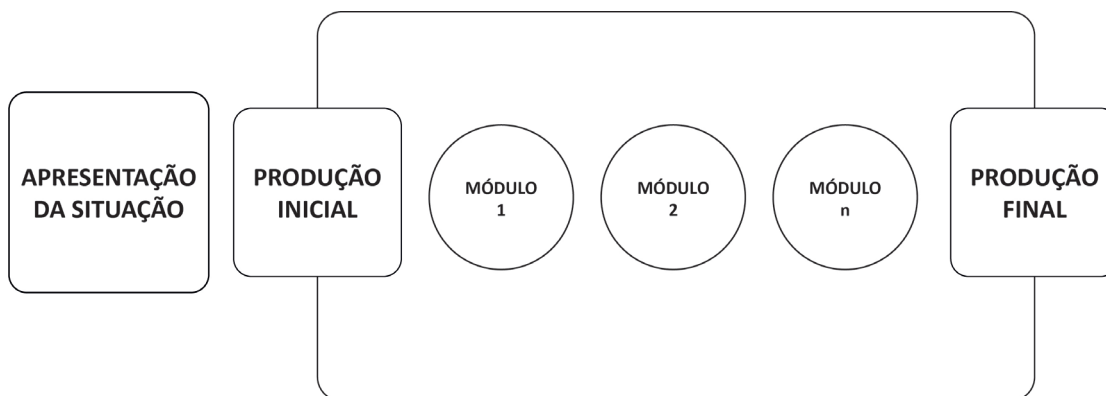 APRESENTAÇÃO
DA SITUAÇÃO
PRODUÇÃO
INICIAL
MÓDULO
1
MÓDULO
2
MÓDULO
n
PRODUÇÃO
FINAL